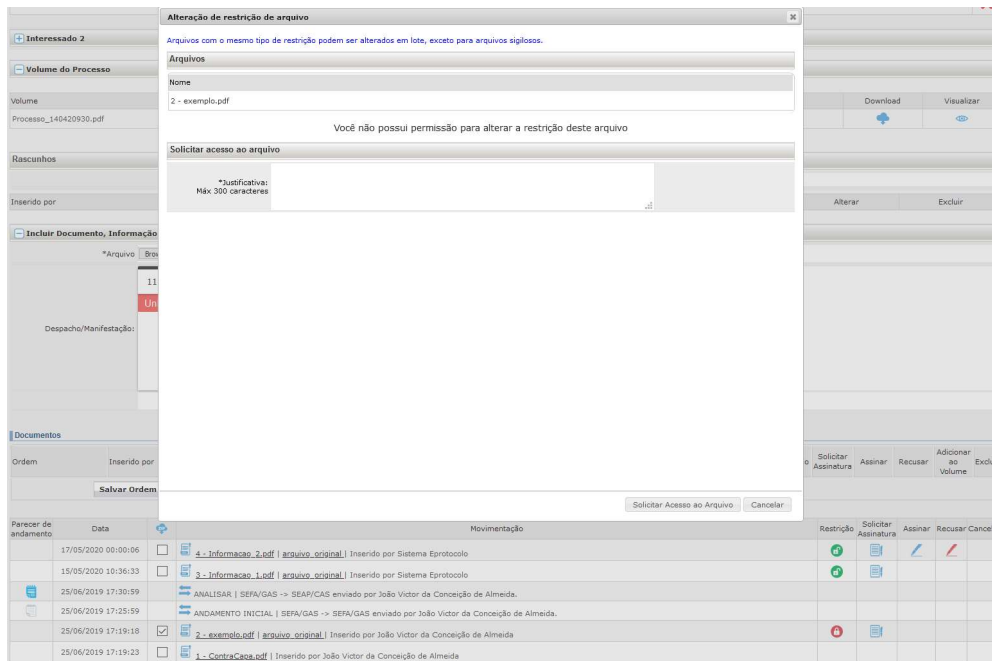 Alteração de restrição de arquivo
Interessado 2
Arquivos com o mesmo tipo de restrição podem ser alterados em lote, exceto para arquivos sigilosos.
Arquivos
Volume do Processo
Nome
Volume
2 - exemplo.pdf
Download
Visualizar
Processo_140420930.pdf
Você não possui permissão para alterar a restrição deste arquivo
Solicitar acesso ao arquivo
Rascunhos
*Justificativa:
Máx 300 caracteres
Inserido por
Alterar
Excluir
Incluir Documento, Informação
*Arquivo
Brow
11
Uni
Despacho/Manifestação:
Documentos
Ordem
Inserido por
Solicitar Assinatura
Assinar
Recusar
Adicionar ao Volume
Exclu
Salvar Ordem
Solicitar Acesso ao Arquivo
Cancelar
Parecer de andamento
Data
Movimentação
Restrição
Solicitar Assinatura
Assinar
Recusar
Cancel
17/05/2020 00:00:06
4 - Informacao_2.pdf | arquivo original | Inserido por Sistema Eprotocolo
15/05/2020 10:36:33
3 - Informacao_1.pdf | arquivo original | Inserido por Sistema Eprotocolo
25/06/2019 17:30:59
ANALISAR | SEFA/GAS -> SEAP/CAS enviado por João Victor da Conceição de Almeida.
25/06/2019 17:25:59
ANDAMENTO INICIAL | SEFA/GAS -> SEFA/GAS enviado por João Victor da Conceição de Almeida.
25/06/2019 17:19:18
2 - exemplo.pdf | arquivo original | Inserido por João Victor da Conceição de Almeida
25/06/2019 17:19:23
1 - ContraCapa.pdf | Inserido por João Victor da Conceição de Almeida